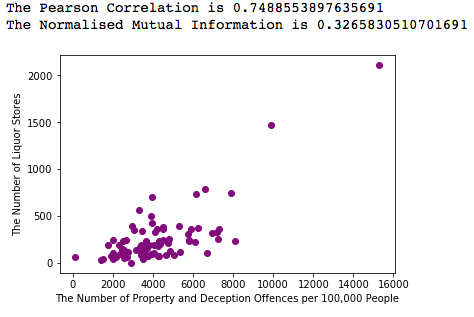 The Pearson Correlation is 0.7488553897635691
The Normalised Mutual Information is 0.3265830510701691
2000
1500
1000
500
0
The Number of Liquor Stores
0 2000 4000 6000 8000 10000 12000 14000 16000
The Number of Property and Deception Offences per 100,000 People